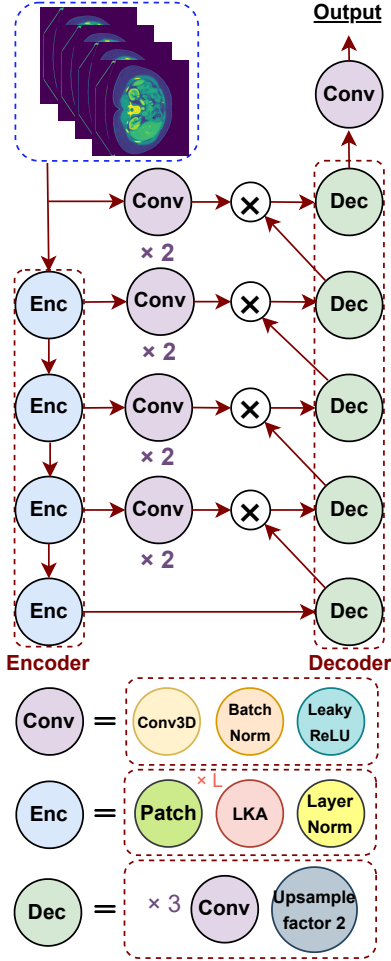 Output
Conv
Conv × Dec
× 2
Enc Conv × Dec
× 2
Enc Conv × Dec
× 2
Enc Conv × Dec
× 2
Enc Dec
Encoder Decoder
Conv = Conv3D Batch Norm Leaky ReLU
× L
Enc = Patch LKA Layer Norm
Dec = × 3 Conv Upsample factor 2